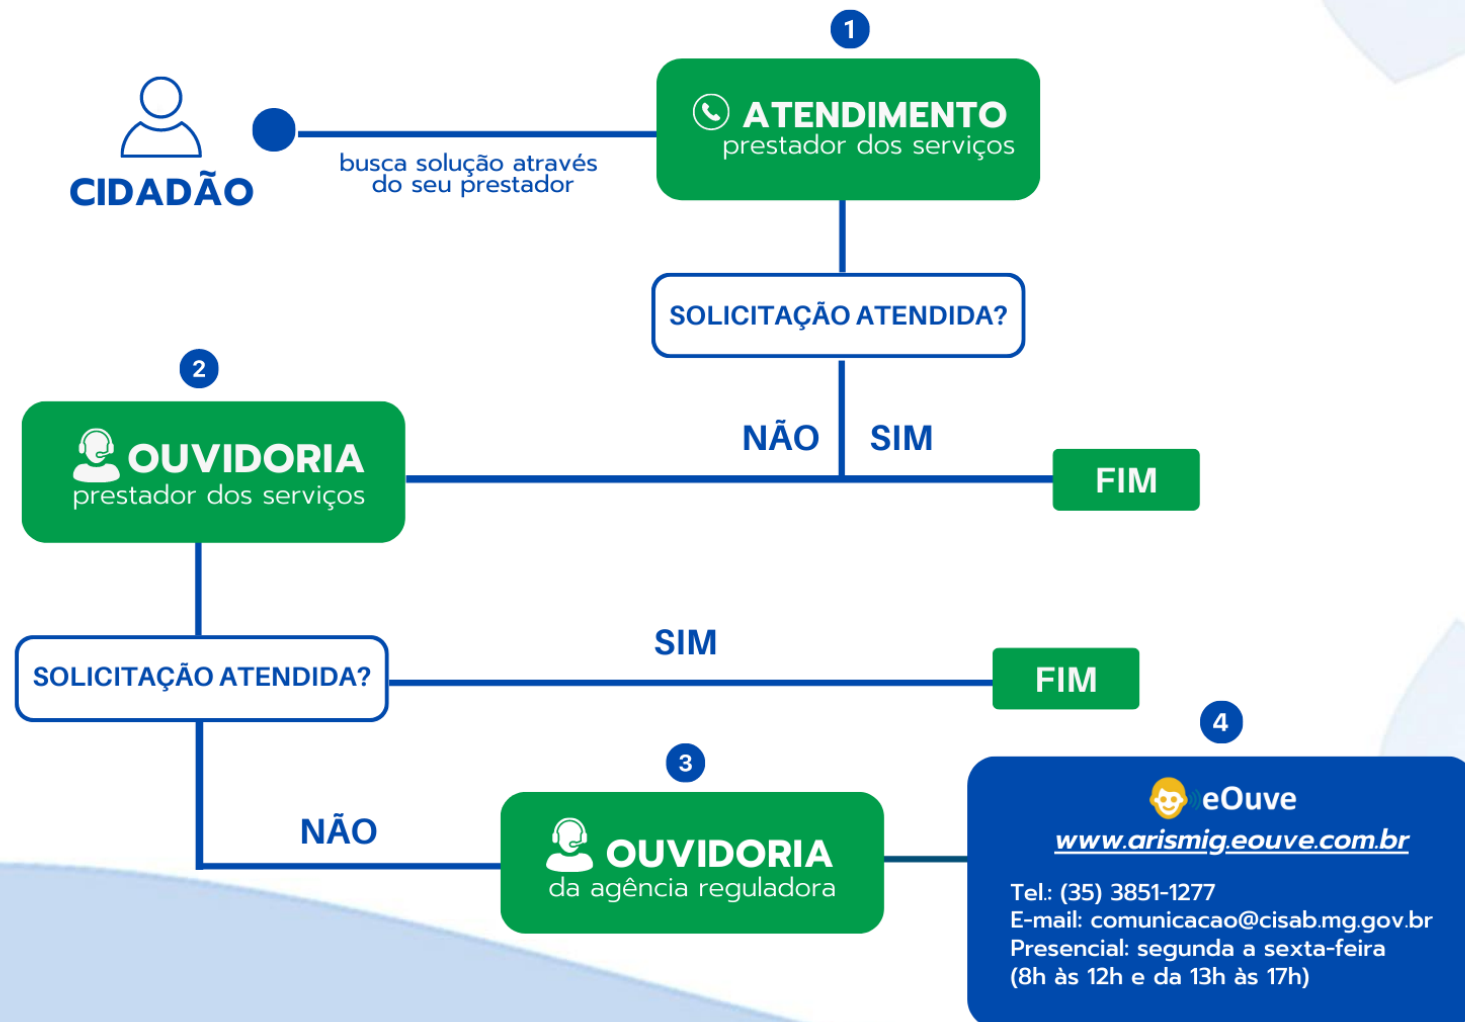 1
ATENDIMENTO
prestador dos serviços
CIDADÃO
busca solução através
do seu prestador
SOLICITAÇÃO ATENDIDA?
NÃO
SIM
FIM
2
OUVIDORIA
prestador dos serviços
SOLICITAÇÃO ATENDIDA?
SIM
FIM
NÃO
3
OUVIDORIA
da agência reguladora
4
eOuve
www.arismig.eouve.com.br
Tel.: (35) 3851-1277
E-mail: comunicacao@cisab.mg.gov.br
Presencial: segunda a sexta-feira
(8h às 12h e da 13h às 17h)